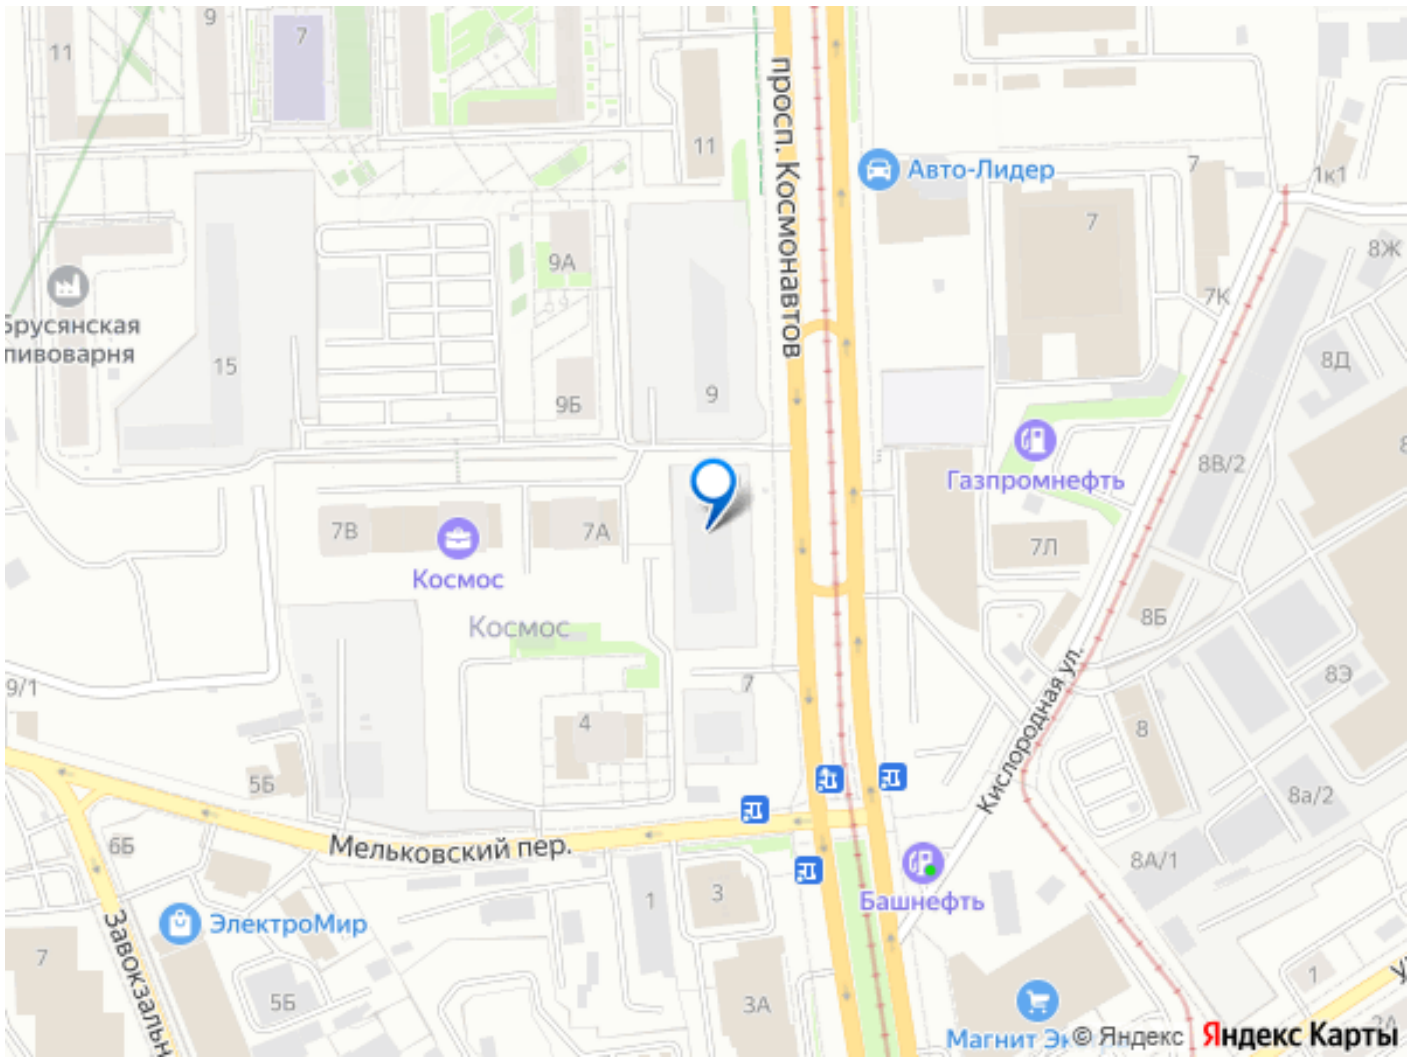 9
7
11
просп. Космонавтов
11
Авто-Лидер
7
1к1
7
8Ж
9А
7К
Брусянская
пивоварня
15
9Б
9
8Д
Газпромнефть
8В/2
7В
7А
Космос
7Л
Космос
8Б
9/1
7
8Э
4
Кислородная ул.
8
5Б
8а/2
6Б
Мельковский пер.
8А/1
Башнефть
1
3
ЭлектроМир
Завокзальн
7
5Б
3А
1
Магнит Эк
© Яндекс
Яндекс Карты
2А